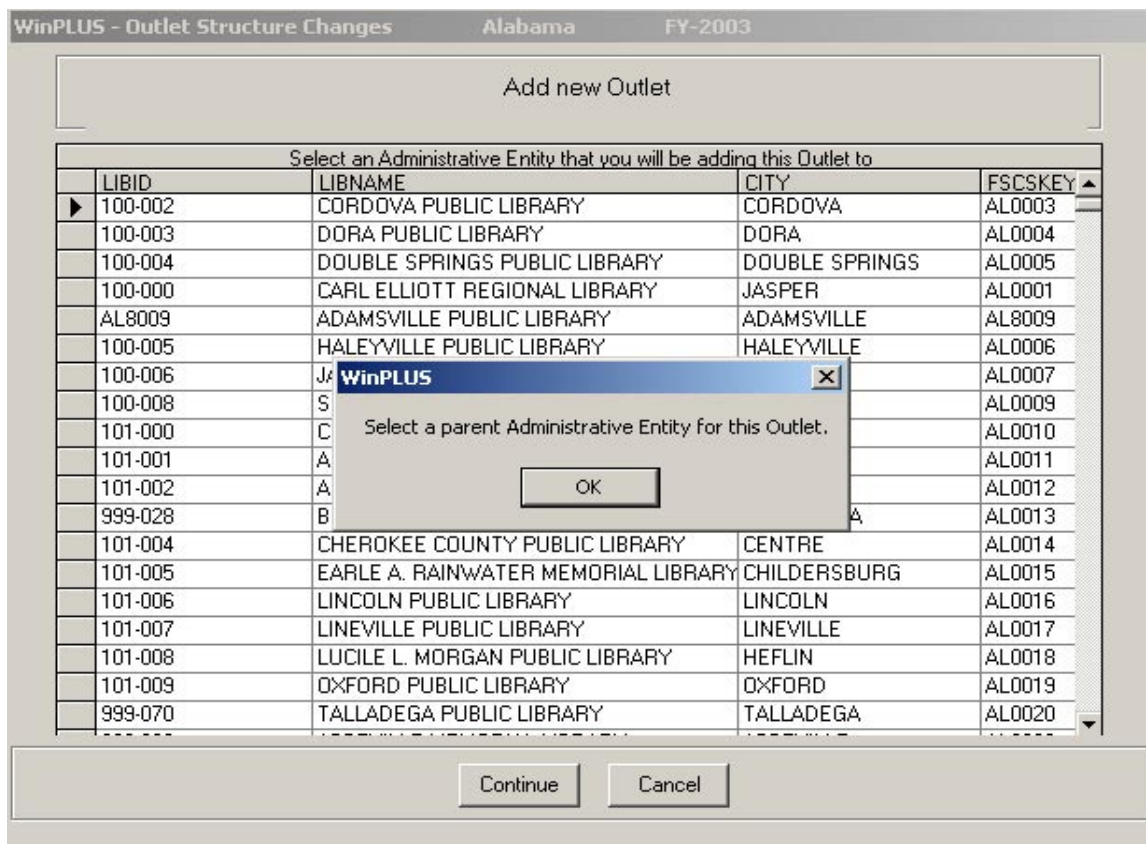 WinPLUS - Outlet Structure Changes Alabama FY-2003
Add new Outlet
Select an Administrative Entity that you will be adding this Outlet to
LIBID LIBNAME CITY FSCSKEY
100-002 CORDOVA PUBLIC LIBRARY CORDOVA AL0003
100-003 DORA PUBLIC LIBRARY DORA AL0004
100-004 DOUBLE SPRINGS PUBLIC LIBRARY DOUBLE SPRINGS AL0005
100-000 CARL ELLIOTT REGIONAL LIBRARY JASPER AL0001
AL8009 ADAMSVILLE PUBLIC LIBRARY ADAMSVILLE AL8009
100-005 HALEYVILLE PUBLIC LIBRARY HALEYVILLE AL0006
100-006 JA AL0007
100-008 S AL0009
101-000 C AL0010
101-001 A AL0011
101-002 A AL0012
999-028 B A AL0013
WinPLUS
Select a parent Administrative Entity for this Outlet.
OK
101-004 CHEROKEE COUNTY PUBLIC LIBRARY CENTRE AL0014
101-005 EARLE A. RAINWATER MEMORIAL LIBRARY CHILDERSBURG AL0015
101-006 LINCOLN PUBLIC LIBRARY LINCOLN AL0016
101-007 LINEVILLE PUBLIC LIBRARY LINEVILLE AL0017
101-008 LUCILE L. MORGAN PUBLIC LIBRARY HEFLIN AL0018
101-009 OXFORD PUBLIC LIBRARY OXFORD AL0019
999-070 TALLADEGA PUBLIC LIBRARY TALLADEGA AL0020
Continue Cancel